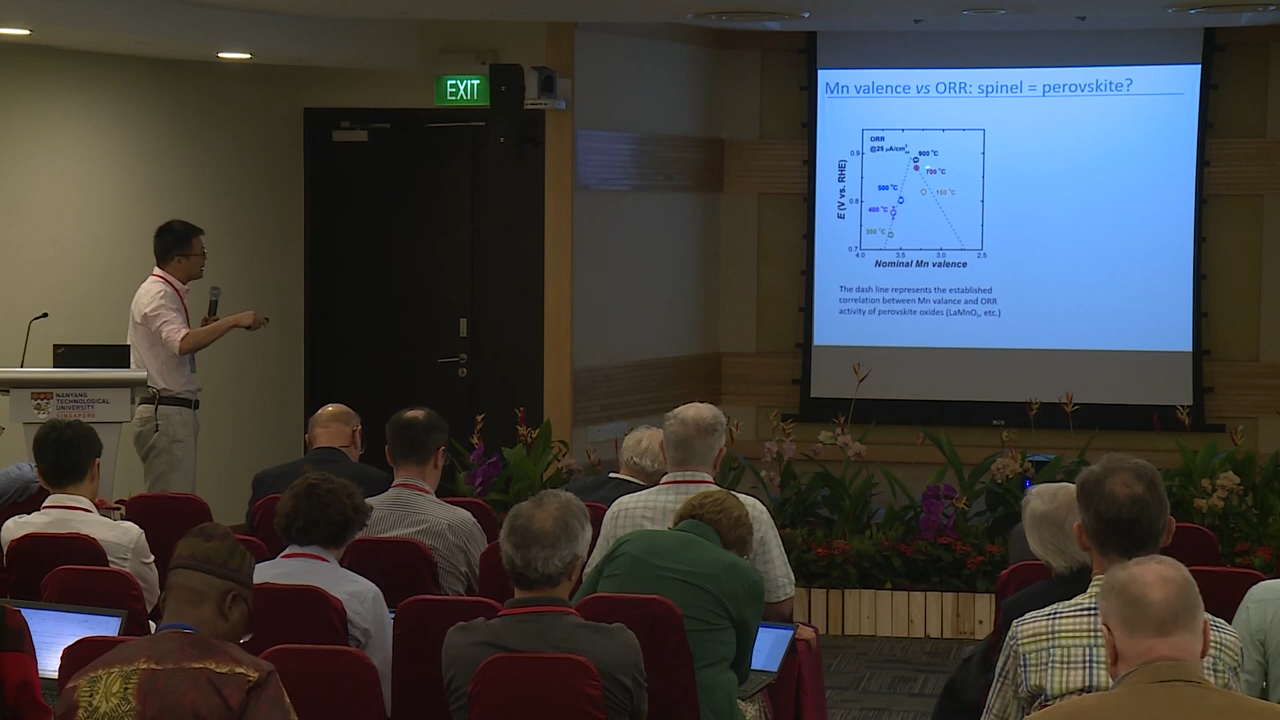 EXIT
Mn valence vs ORR: spinel = perovskite?
ORR
@25 μA/cm²
900 °C
700 °C
150 °C
500 °C
400 °C
300 °C
0.9
0.8
0.7
E (V vs. RHE)
4.0 3.5 3.0 2.5
Nominal Mn valence
The dash line represents the established
correlation between Mn valance and ORR
activity of perovskite oxides (LaMnO₃, etc.)
NANYANG
TECHNOLOGICAL
UNIVERSITY
SINGAPORE